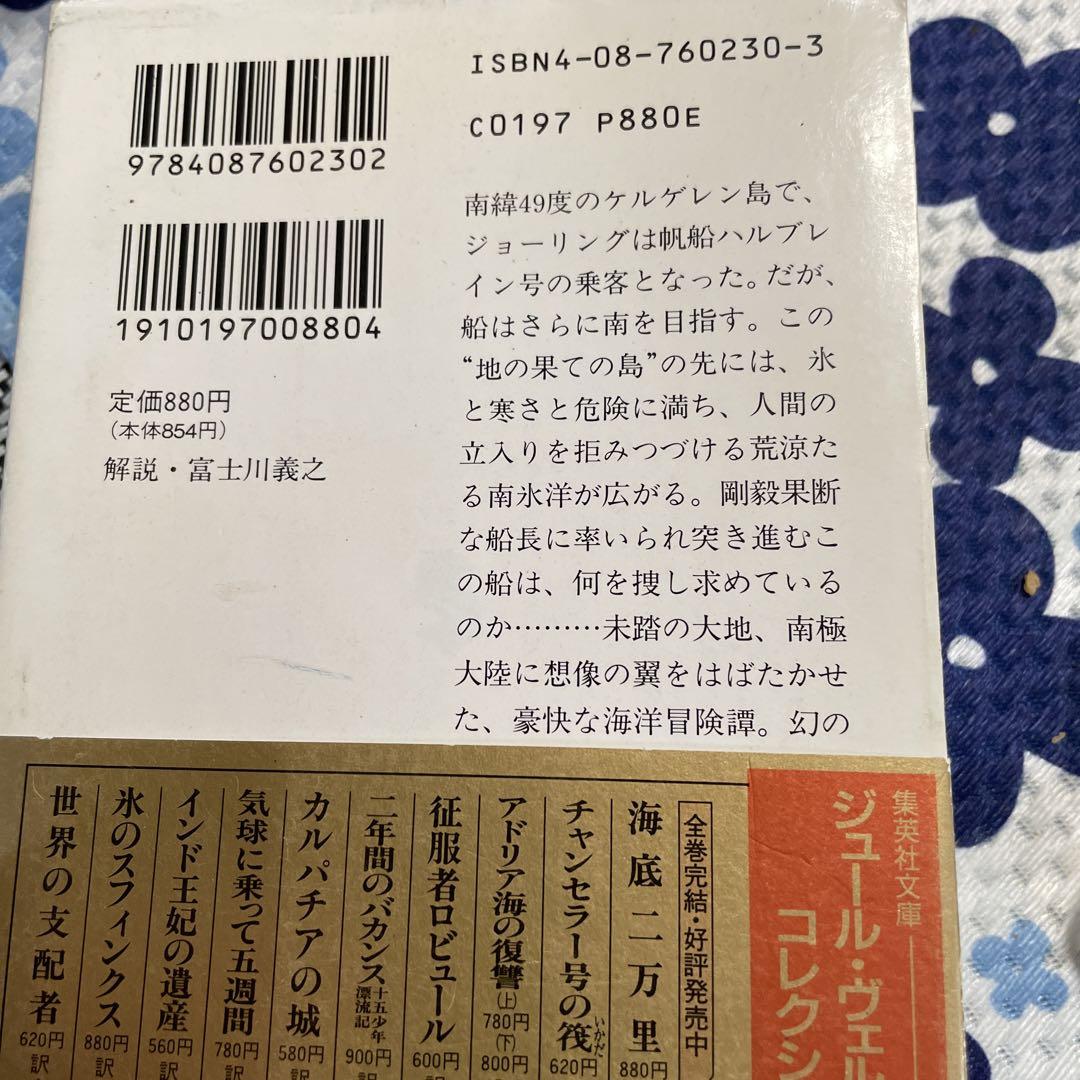 ISBN4-08-760230-3
C0197 P880E
9784087602302
1910197008804
定価880円
(本体854円)
解説・富士川義之
南緯49度のケルゲレン島で、
ジョーリングは帆船ハルブレ
イン号の乗客となった。だが、
船はさらに南を目指す。この
“地の果ての島”の先には、氷
と寒さと危険に満ち、人間の
立入りを拒みつづける荒涼た
る南氷洋が広がる。剛毅果断
な船長に率いられ突き進むこ
の船は、何を捜し求めている
のか………未踏の大地、南極
大陸に想像の翼をはばたかせ
た、豪快な海洋冒険譚。幻の
集英社文庫
ジュール・ヴェル
コレクシ
全巻完結・好評発売中
海底二万里 880円
チャンセラー号の筏 いかだ 620円
アドリア海の復讐 (上)780円 (下)800円
征服者ロビュール 600円 訳
二年間のバカンス 十五少年漂流記 900円 訳
カルパチアの城 580円 訳
気球に乗って五週間 780円 訳
インド王妃の遺産 560円 訳
氷のスフィンクス 880円 訳
世界の支配者 620円 訳